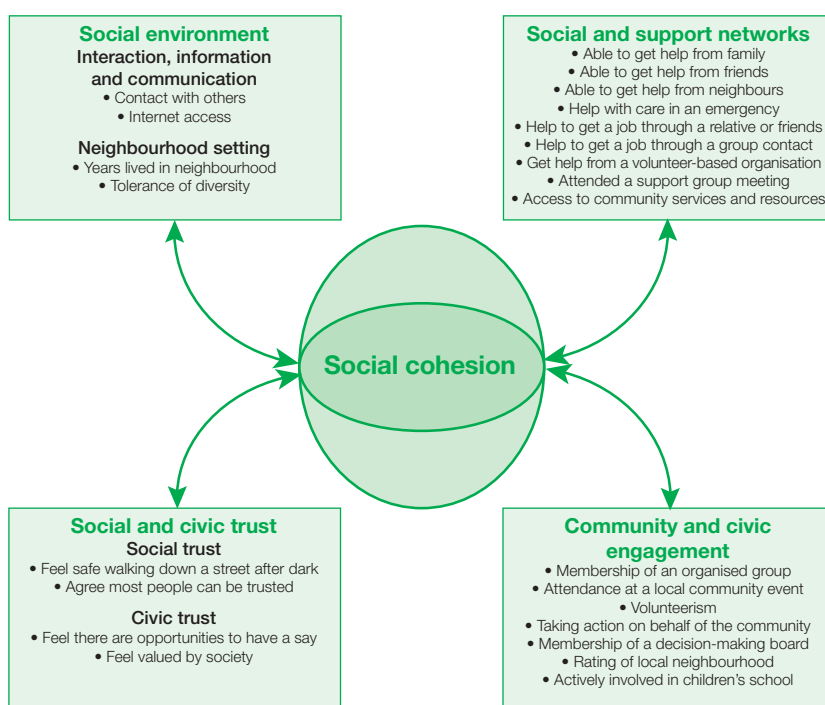 Social environment
Interaction, information
and communication
• Contact with others
• Internet access
Neighbourhood setting
• Years lived in neighbourhood
• Tolerance of diversity
Social and support networks
• Able to get help from family
• Able to get help from friends
• Able to get help from neighbours
• Help with care in an emergency
• Help to get a job through a relative or friends
• Help to get a job through a group contact
• Get help from a volunteer-based organisation
• Attended a support group meeting
• Access to community services and resources
Social cohesion
Social and civic trust
Social trust
• Feel safe walking down a street after dark
• Agree most people can be trusted
Civic trust
• Feel there are opportunities to have a say
• Feel valued by society
Community and civic
engagement
• Membership of an organised group
• Attendance at a local community event
• Volunteerism
• Taking action on behalf of the community
• Membership of a decision-making board
• Rating of local neighbourhood
• Actively involved in children’s school